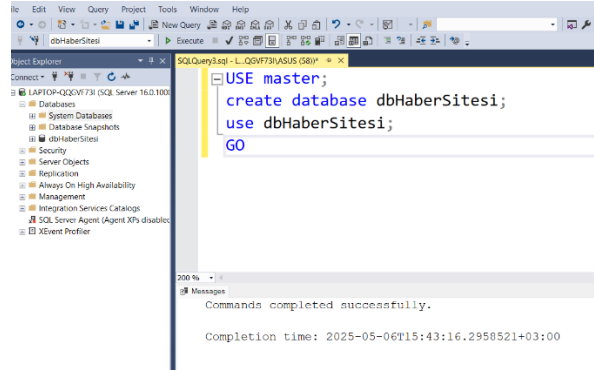 ile Edit View Query Project Tools Window Help
New Query
dbHaberSitesi
Execute
Object Explorer
Connect
LAPTOP-QQGVF73I (SQL Server 16.0.100
Databases
System Databases
Database Snapshots
dbHaberSitesi
Security
Server Objects
Replication
Always On High Availability
Management
Integration Services Catalogs
SQL Server Agent (Agent XPs disabled
XEvent Profiler
SQLQuery3.sql - L...QGVF73I\ASUS (58))*
USE master;
create database dbHaberSitesi;
use dbHaberSitesi;
GO
200 %
Messages
Commands completed successfully.
Completion time: 2025-05-06T15:43:16.2958521+03:00